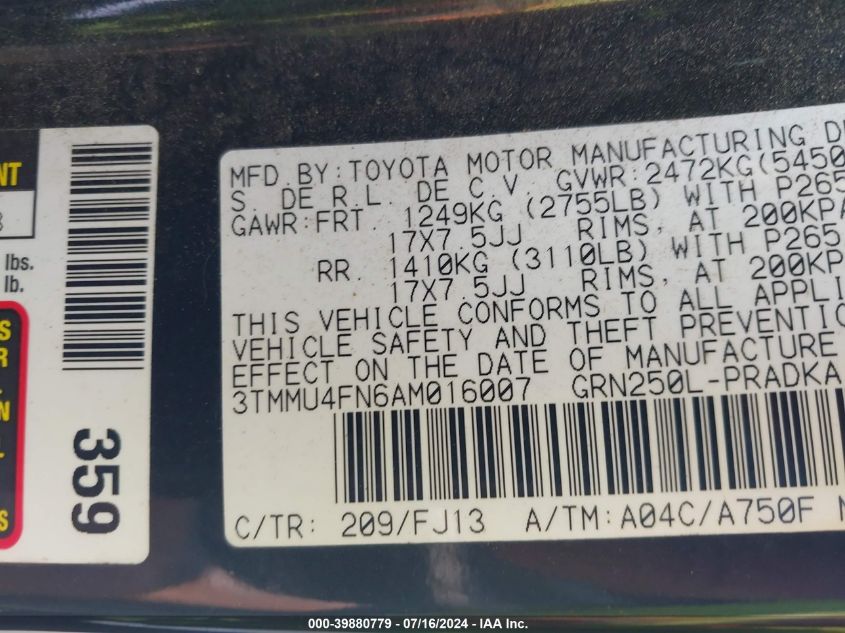 NT
lbs.
lb.
S
R
L
N
L
S
359
MFD. BY: TOYOTA MOTOR MANUFACTURING DE
S. DE R.L. DE C.V. GVWR: 2472KG(5450
GAWR: FRT. 1249KG (2755LB) WITH P265
17X7.5JJ RIMS, AT 200KPA
RR. 1410KG (3110LB) WITH P265
17X7.5JJ RIMS, AT 200KP
THIS VEHICLE CONFORMS TO ALL APPLI
VEHICLE SAFETY AND THEFT PREVENTIO
EFFECT ON THE DATE OF MANUFACTURE
3TMMU4FN6AM016007 GRN250L-PRADKA
C/TR: 209/FJ13 A/TM: A04C/A750F
000-39880779 - 07/16/2024 - IAA Inc.